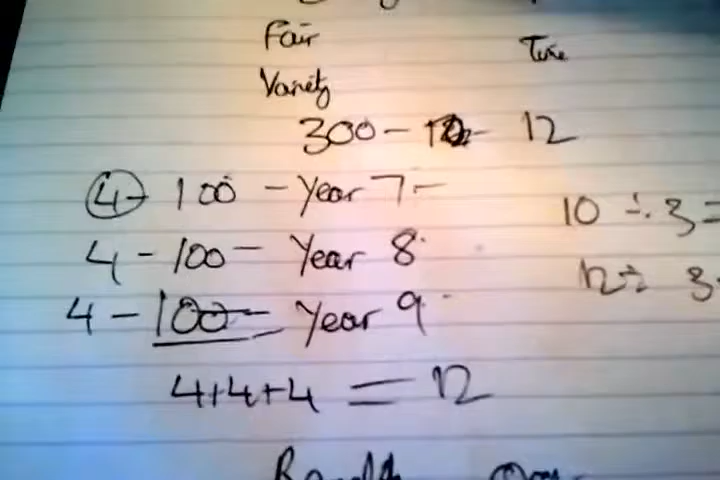 Fair
Time
Variety
300 - 12
4 - 100 - Year 7 -
10 ÷ 3 =
4 - 100 - Year 8
12 ÷ 3
4 - 100 - Year 9
4+4+4 = 12